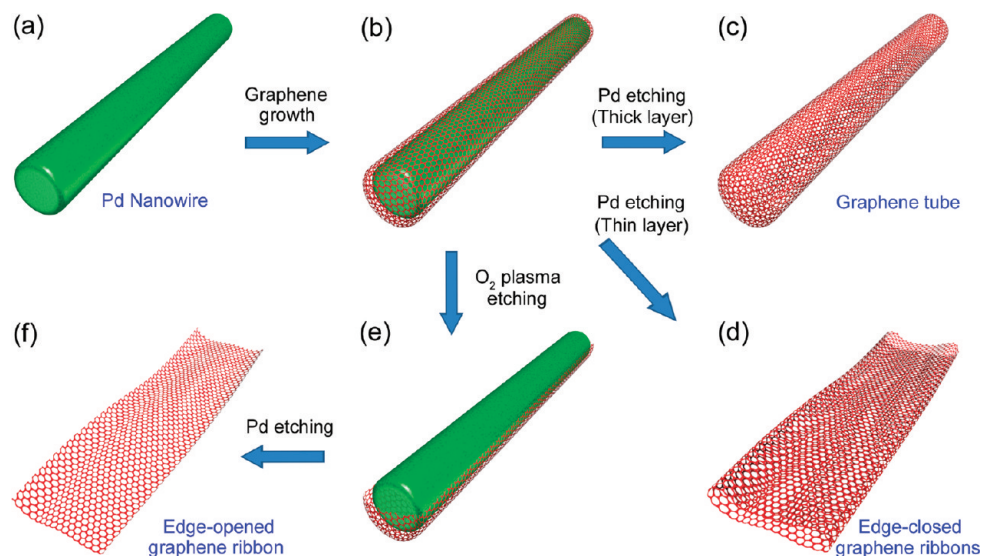 (a)
Graphene
growth
Pd Nanowire
(b)
Pd etching
(Thick layer)
Pd etching
(Thin layer)
(c)
Graphene tube
O₂ plasma
etching
(f)
Pd etching
Edge-opened
graphene ribbon
(e)
(d)
Edge-closed
graphene ribbons